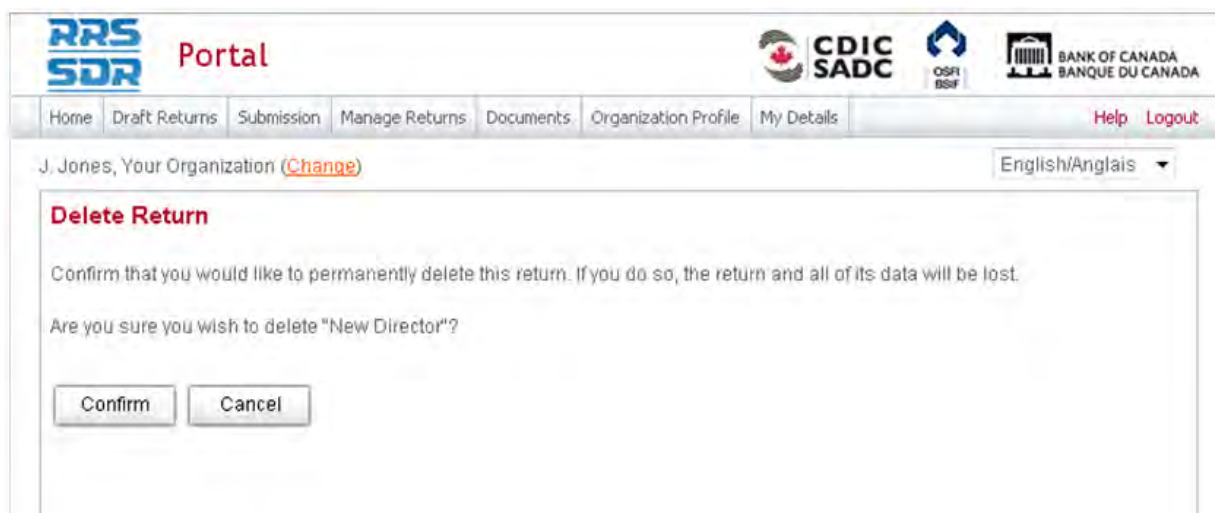 RRS
SDR
Portal
CDIC
SADC
OSFI
BSIF
BANK OF CANADA
BANQUE DU CANADA
Home Draft Returns Submission Manage Returns Documents Organization Profile My Details Help Logout
J. Jones, Your Organization (Change) English/Anglais
Delete Return
Confirm that you would like to permanently delete this return. If you do so, the return and all of its data will be lost.
Are you sure you wish to delete "New Director"?
Confirm Cancel